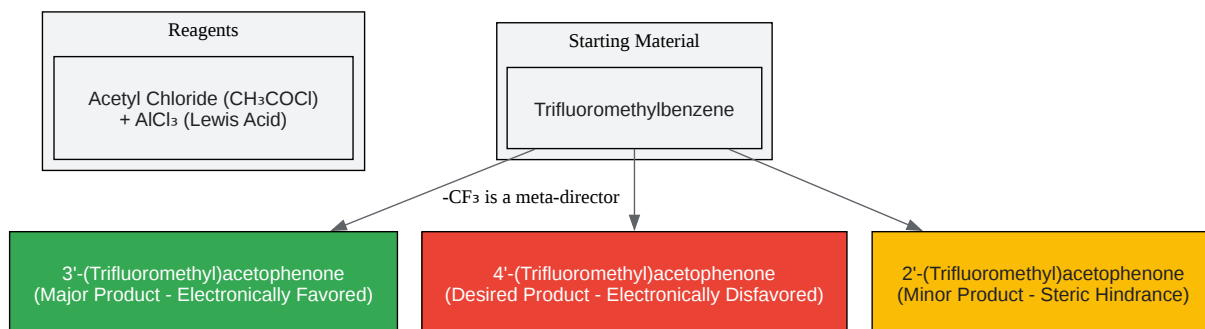 Reagents
Acetyl Chloride (CH₃COCl)
+ AlCl₃ (Lewis Acid)
Starting Material
Trifluoromethylbenzene
-CF₃ is a meta-director
3'-(Trifluoromethyl)acetophenone
(Major Product - Electronically Favored)
4'-(Trifluoromethyl)acetophenone
(Desired Product - Electronically Disfavored)
2'-(Trifluoromethyl)acetophenone
(Minor Product - Steric Hindrance)